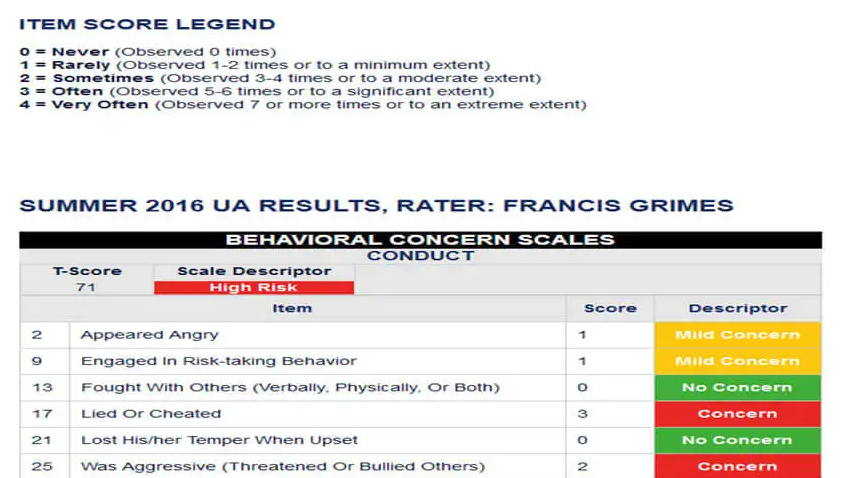 ITEM SCORE LEGEND
0 = Never (Observed 0 times)
1 = Rarely (Observed 1-2 times or to a minimum extent)
2 = Sometimes (Observed 3-4 times or to a moderate extent)
3 = Often (Observed 5-6 times or to a significant extent)
4 = Very Often (Observed 7 or more times or to an extreme extent)
SUMMER 2016 UA RESULTS, RATER: FRANCIS GRIMES
BEHAVIORAL CONCERN SCALES
CONDUCT
T-Score Scale Descriptor
71 High Risk
Item Score Descriptor
2 Appeared Angry 1 Mild Concern
9 Engaged In Risk-taking Behavior 1 Mild Concern
13 Fought With Others (Verbally, Physically, Or Both) 0 No Concern
17 Lied Or Cheated 3 Concern
21 Lost His/her Temper When Upset 0 No Concern
25 Was Aggressive (Threatened Or Bullied Others) 2 Concern